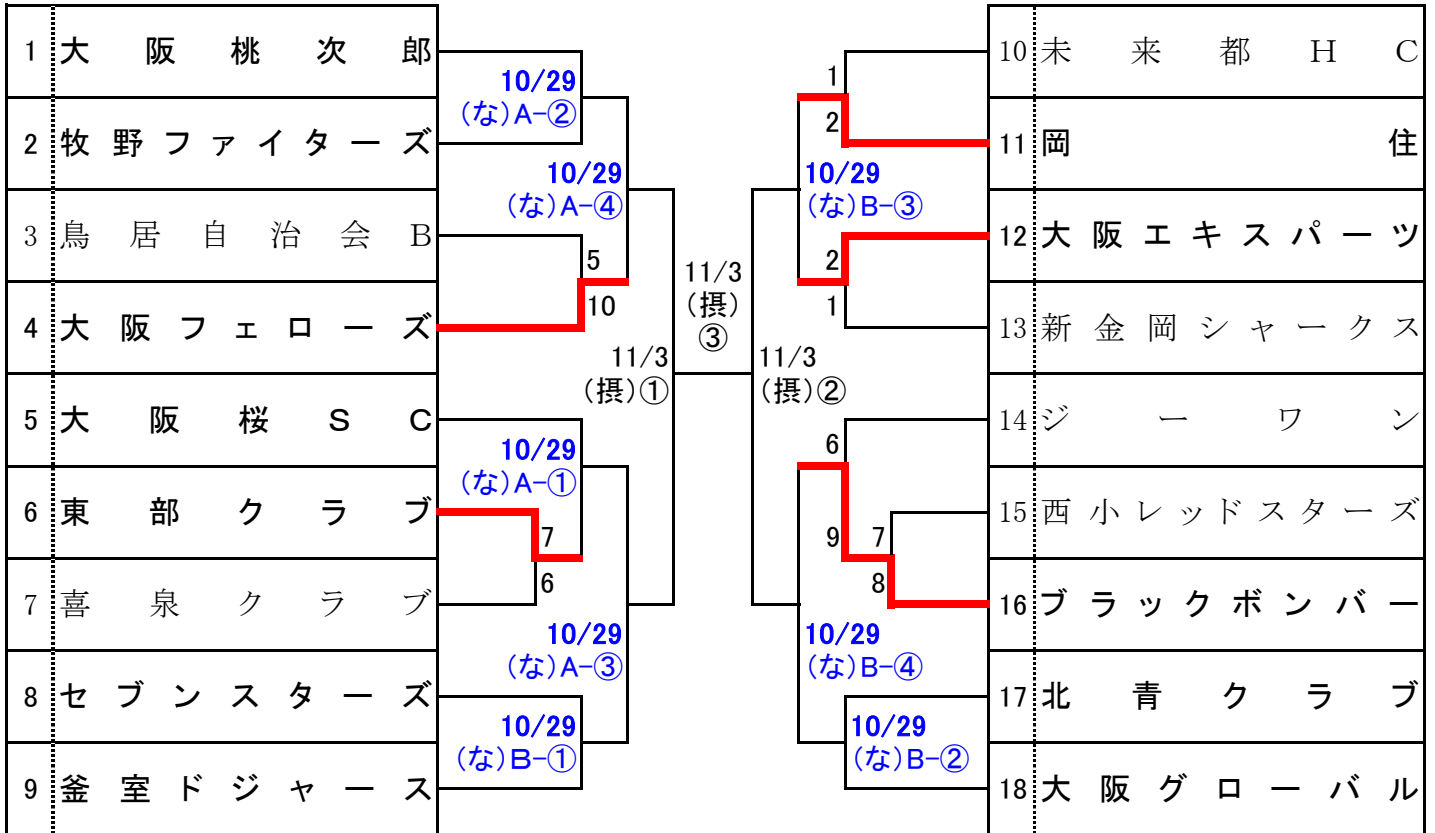 1 大阪桃次郎
2 牧野ファイターズ
3 鳥居自治会B
4 大阪フェローズ
5 大阪桜SC
6 東部クラブ
7 喜泉クラブ
8 セブンスターズ
9 釜室ドジャース
10/29
(な)A-②
10/29
(な)A-④
5
10
10/29
(な)A-①
7
6
10/29
(な)A-③
10/29
(な)B-①
11/3
(摂)①
11/3
(摂)
③
11/3
(摂)②
1
2
10/29
(な)B-③
2
1
6
9
7
8
10/29
(な)B-④
10/29
(な)B-②
10 未来都HC
11 岡住
12 大阪エキスパーツ
13 新金岡シャークス
14 ジーワン
15 西小レッドスターズ
16 ブラックボンバー
17 北青クラブ
18 大阪グローバル